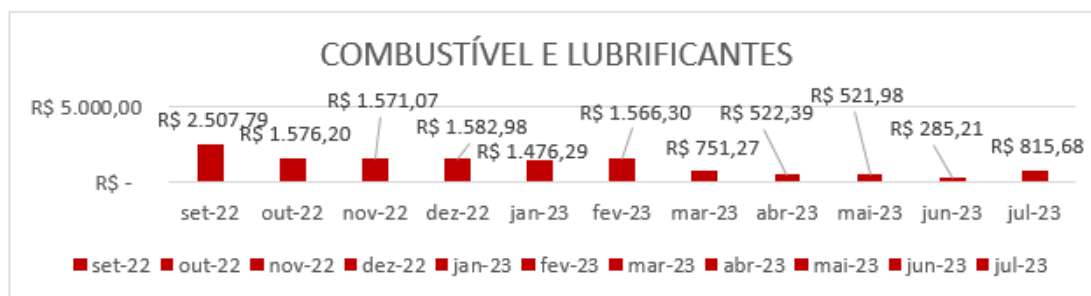 COMBUSTÍVEL E LUBRIFICANTES
R$ 5.000,00
R$ -
R$ 2.507,79
R$ 1.576,20
R$ 1.571,07
R$ 1.582,98
R$ 1.476,29
R$ 1.566,30
R$ 751,27
R$ 522,39
R$ 521,98
R$ 285,21
R$ 815,68
set-22 out-22 nov-22 dez-22 jan-23 fev-23 mar-23 abr-23 mai-23 jun-23 jul-23
set-22 out-22 nov-22 dez-22 jan-23 fev-23 mar-23 abr-23 mai-23 jun-23 jul-23